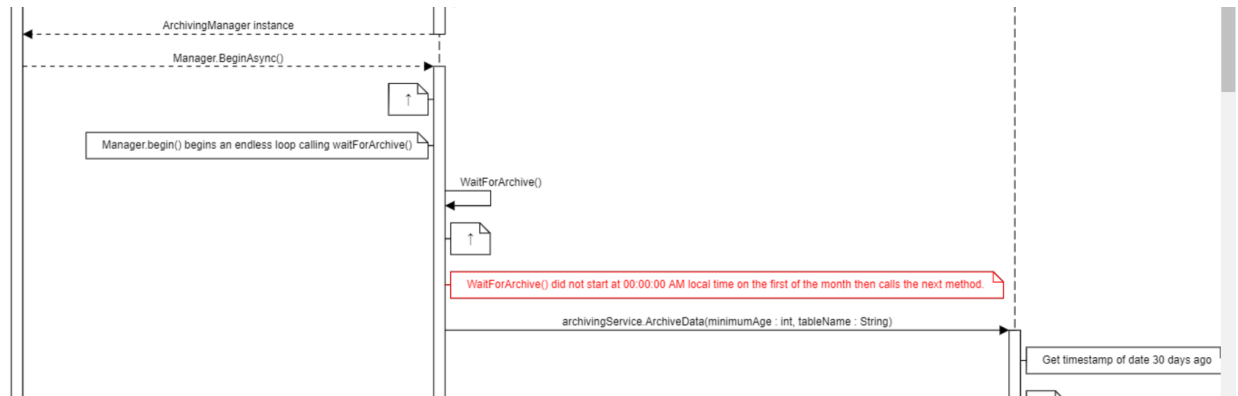 ArchivingManager instance
Manager.BeginAsync()
↑
Manager.begin() begins an endless loop calling waitForArchive()
WaitForArchive()
↑
WaitForArchive() did not start at 00:00:00 AM local time on the first of the month then calls the next method.
archivingService.ArchiveData(minimumAge : int, tableName : String)
Get timestamp of date 30 days ago